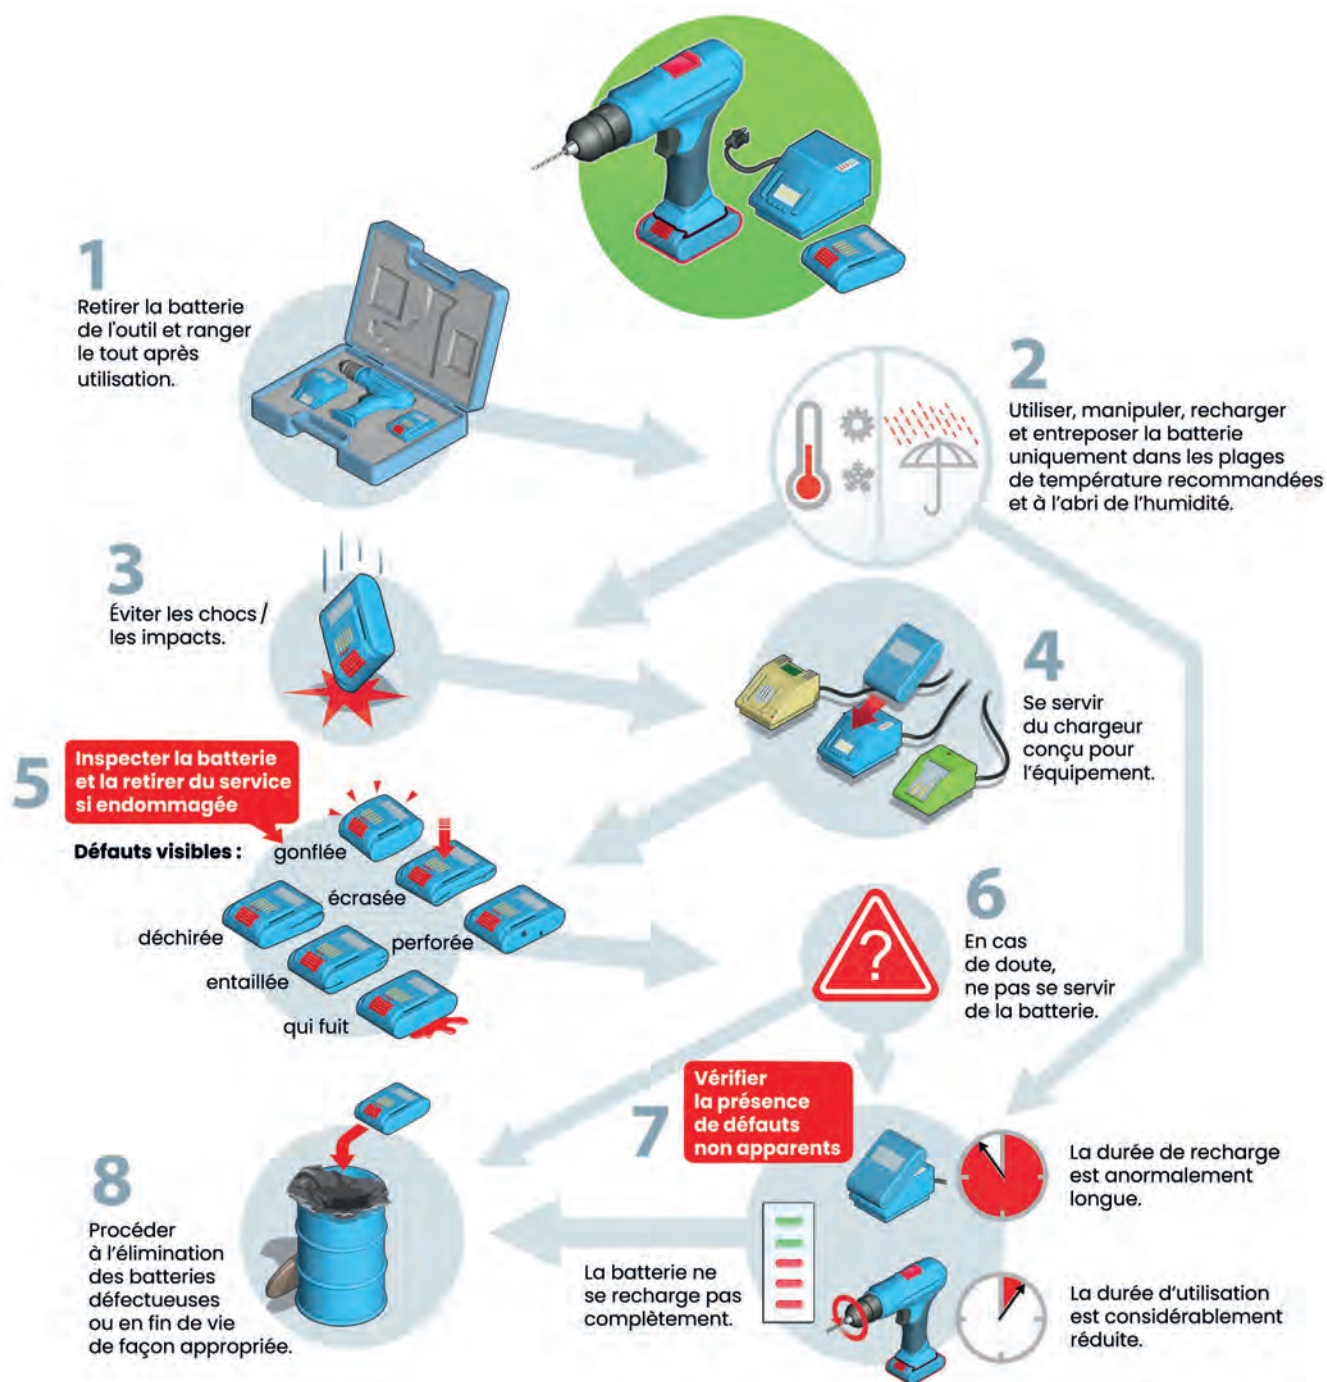 1
Retirer la batterie
de l'outil et ranger
le tout après
utilisation.
2
Utiliser, manipuler, recharger
et entreposer la batterie
uniquement dans les plages
de température recommandées
et à l'abri de l'humidité.
3
Éviter les chocs /
les impacts.
4
Se servir
du chargeur
conçu pour
l'équipement.
5
Inspecter la batterie
et la retirer du service
si endommagée
Défauts visibles :
gonflée
écrasée
déchirée
perforée
entaillée
qui fuit
6
En cas
de doute,
ne pas se servir
de la batterie.
?
7
Vérifier
la présence
de défauts
non apparents
La durée de recharge
est anormalement
longue.
La batterie ne
se recharge pas
complètement.
La durée d'utilisation
est considérablement
réduite.
8
Procéder
à l'élimination
des batteries
défectueuses
ou en fin de vie
de façon appropriée.